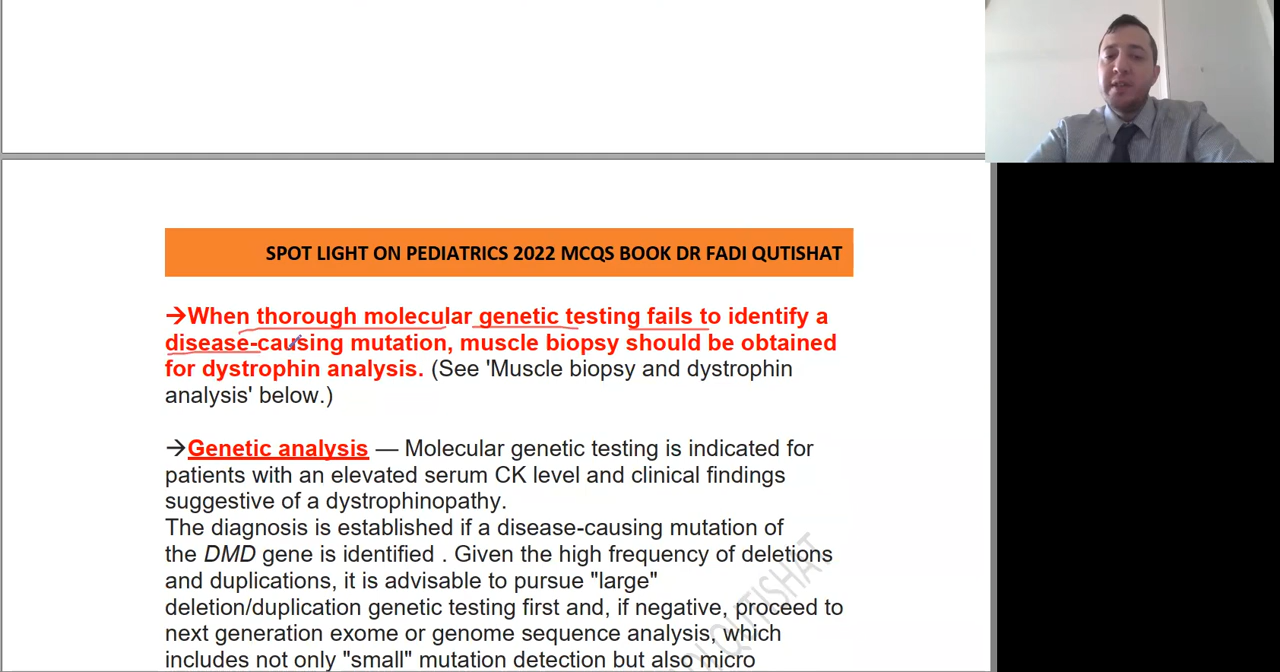 SPOT LIGHT ON PEDIATRICS 2022 MCQS BOOK DR FADI QUTISHAT
→When thorough molecular genetic testing fails to identify a
disease-causing mutation, muscle biopsy should be obtained
for dystrophin analysis. (See 'Muscle biopsy and dystrophin
analysis' below.)
→Genetic analysis — Molecular genetic testing is indicated for
patients with an elevated serum CK level and clinical findings
suggestive of a dystrophinopathy.
The diagnosis is established if a disease-causing mutation of
the DMD gene is identified . Given the high frequency of deletions
and duplications, it is advisable to pursue "large"
deletion/duplication genetic testing first and, if negative, proceed to
next generation exome or genome sequence analysis, which
includes not only "small" mutation detection but also micro
QUTISHAT